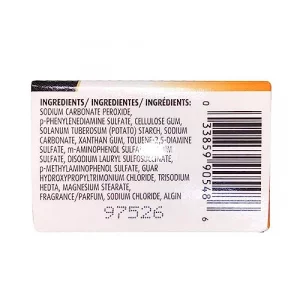 INGREDIENTS/ INGREDIENTES/ INGRÉDIENTS:
SODIUM CARBONATE PEROXIDE,
p-PHENYLENEDIAMINE SULFATE, CELLULOSE GUM,
SOLANUM TUBEROSUM (POTATO) STARCH, SODIUM
CARBONATE, XANTHAN GUM, TOLUENE-2,5-DIAMINE
SULFATE, m-AMINOPHENOL SULFATE,
SULFATE, DISODIUM LAURYL SULFOSUCCINATE,
p-METHYLAMINOPHENOL SULFATE, GUAR
HYDROXYPROPYLTRIMONIUM CHLORIDE, TRISODIUM
HEDTA, MAGNESIUM STEARATE,
FRAGRANCE/PARFUM, SODIUM CHLORIDE, ALGIN
97526
0 33859 90548 6